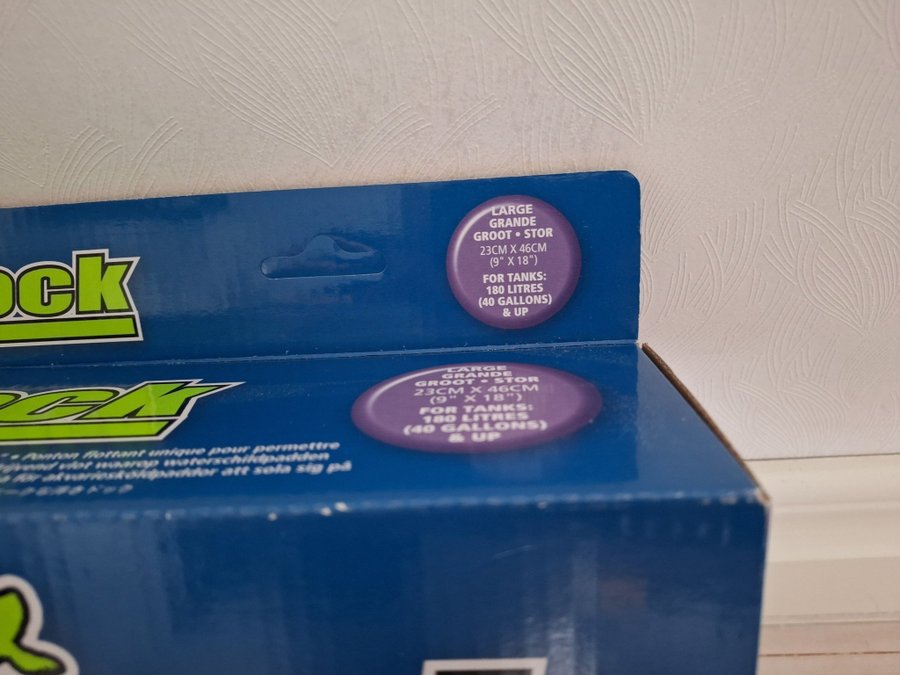 ock
LARGE
GRANDE
GROOT • STOR
23CM X 46CM
(9" X 18")
FOR TANKS:
180 LITRES
(40 GALLONS)
& UP
ock
LARGE
GRANDE
GROOT • STOR
23CM X 46CM
(9" X 18")
FOR TANKS:
180 LITRES
(40 GALLONS)
& UP
• Ponton flottant unique pour permettre
vlot waarop waterschildpadden
för akvariesköldpaddor att sola sig på